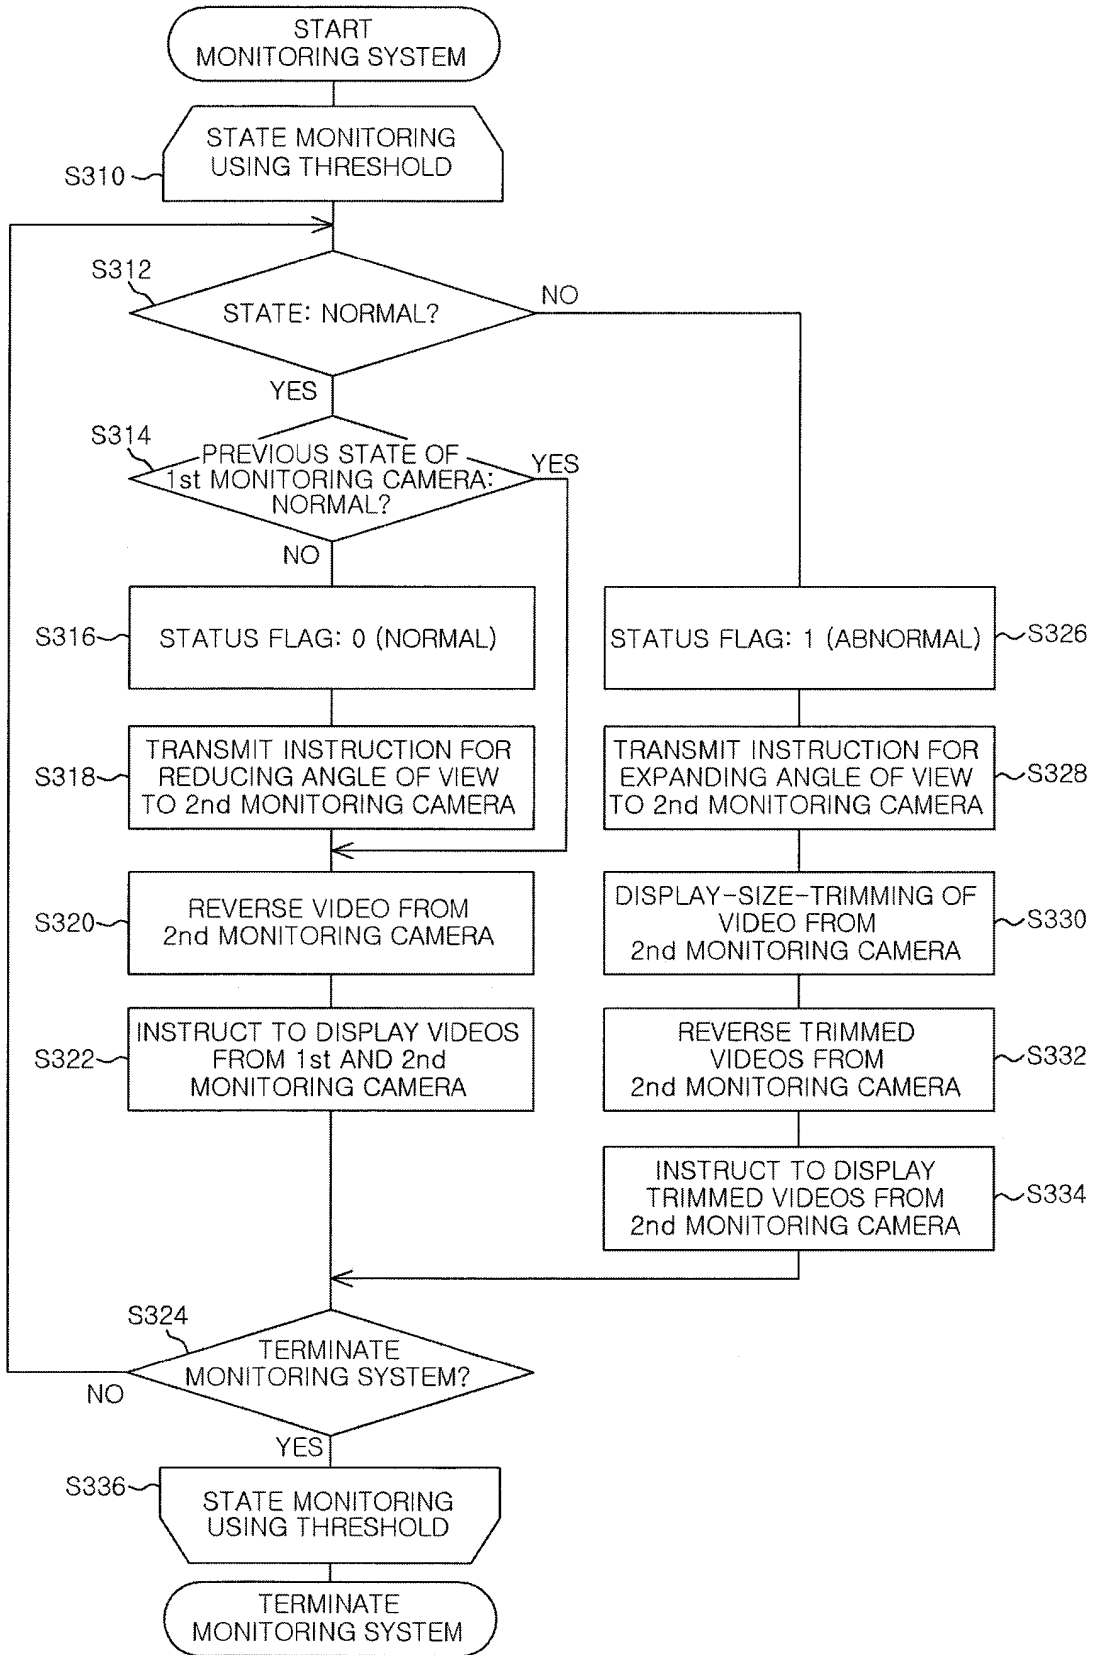 START
MONITORING SYSTEM
STATE MONITORING
USING THRESHOLD
S310
S312
STATE: NORMAL?
NO
YES
S314
PREVIOUS STATE OF
1st MONITORING CAMERA:
NORMAL?
YES
NO
S316
STATUS FLAG: 0 (NORMAL)
STATUS FLAG: 1 (ABNORMAL)
S326
S318
TRANSMIT INSTRUCTION FOR
REDUCING ANGLE OF VIEW
TO 2nd MONITORING CAMERA
TRANSMIT INSTRUCTION FOR
EXPANDING ANGLE OF VIEW
TO 2nd MONITORING CAMERA
S328
S320
REVERSE VIDEO FROM
2nd MONITORING CAMERA
DISPLAY-SIZE-TRIMMING OF
VIDEO FROM
2nd MONITORING CAMERA
S330
S322
INSTRUCT TO DISPLAY VIDEOS
FROM 1st AND 2nd
MONITORING CAMERA
REVERSE TRIMMED
VIDEOS FROM
2nd MONITORING CAMERA
S332
INSTRUCT TO DISPLAY
TRIMMED VIDEOS FROM
2nd MONITORING CAMERA
S334
S324
TERMINATE
MONITORING SYSTEM?
NO
YES
S336
STATE MONITORING
USING THRESHOLD
TERMINATE
MONITORING SYSTEM